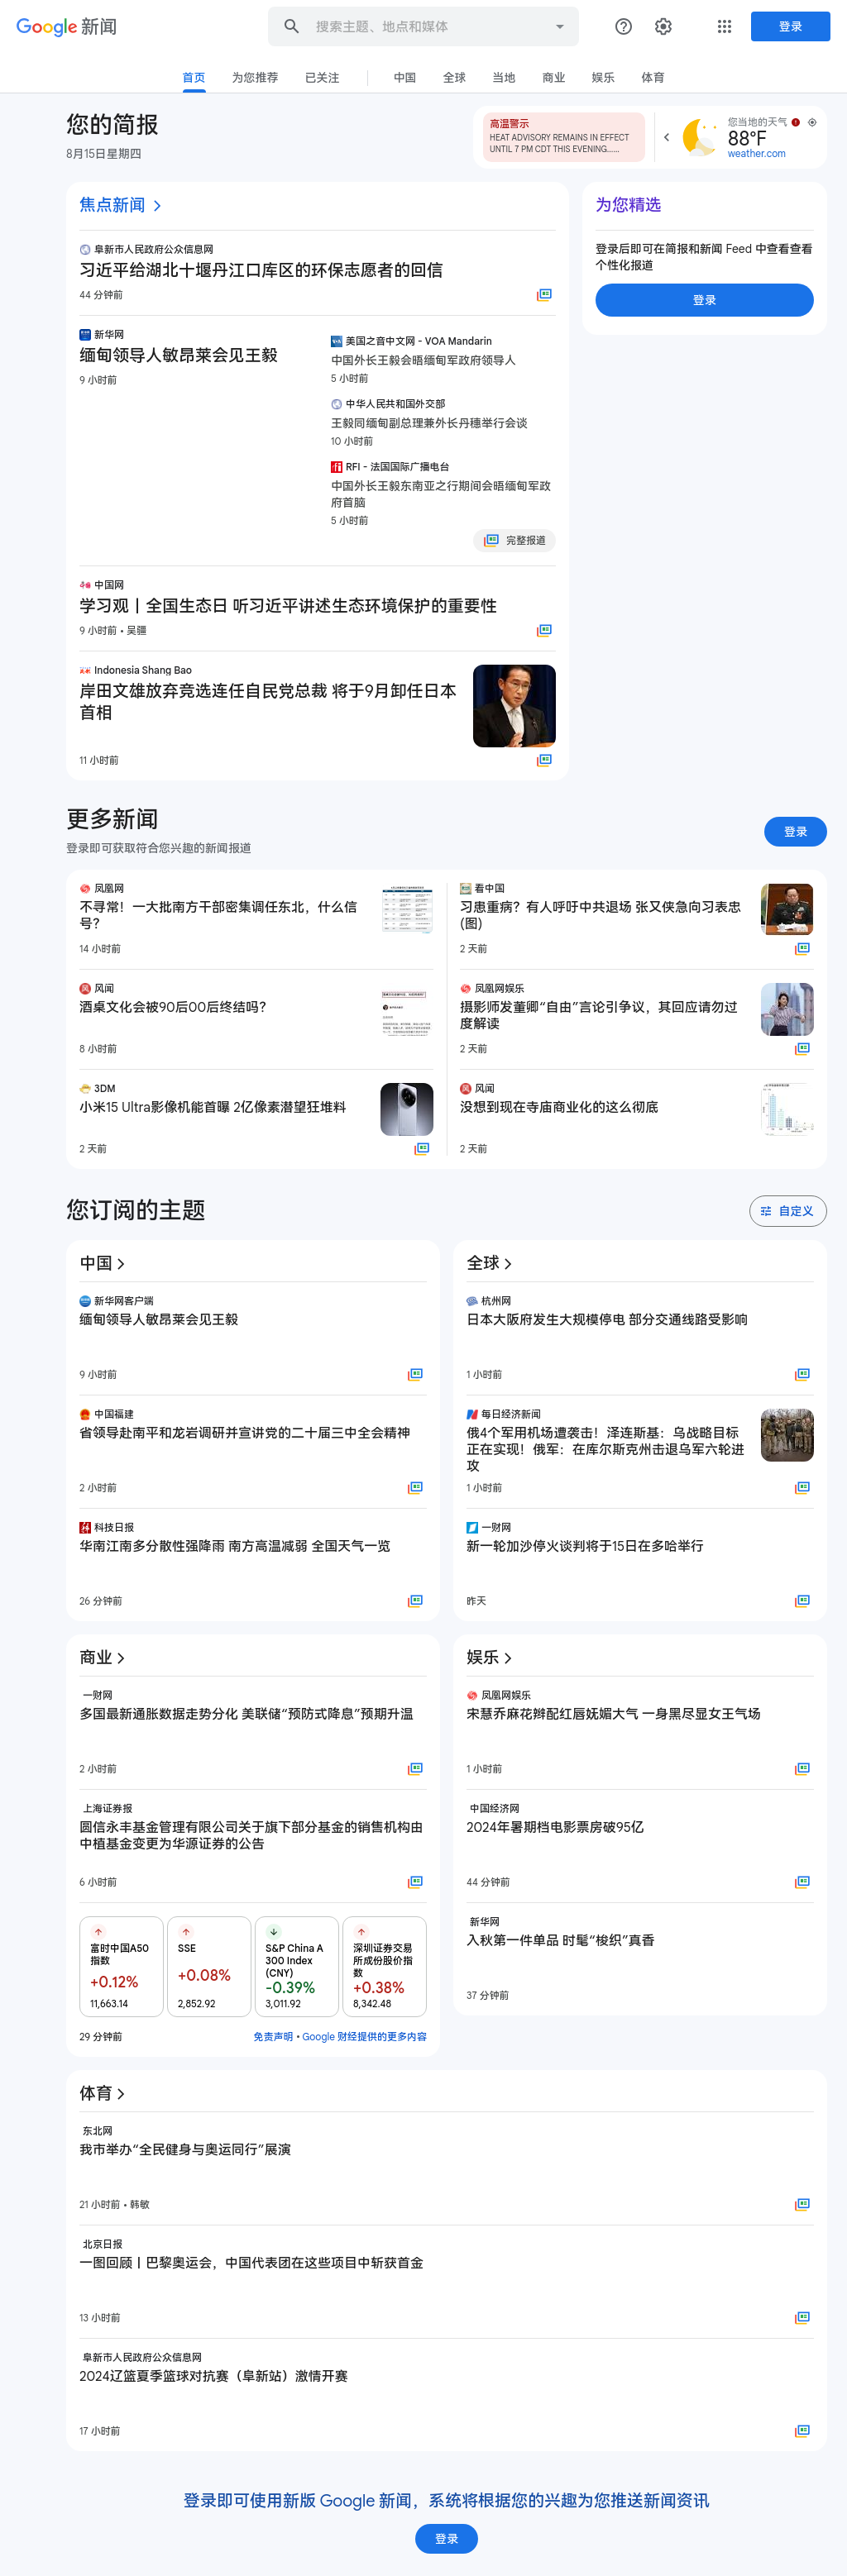 Google 新闻
搜索主题、地点和媒体
登录
首页
为您推荐
已关注
中国
全球
当地
商业
娱乐
体育
您的简报
8月15日星期四
高温警示
HEAT ADVISORY REMAINS IN EFFECT
UNTIL 7 PM CDT THIS EVENING......
您当地的天气
88°F
weather.com
焦点新闻
阜新市人民政府公众信息网
习近平给湖北十堰丹江口库区的环保志愿者的回信
44 分钟前
新华网
缅甸领导人敏昂莱会见王毅
9 小时前
美国之音中文网 - VOA Mandarin
中国外长王毅会晤缅甸军政府领导人
5 小时前
中华人民共和国外交部
王毅同缅甸副总理兼外长丹穗举行会谈
10 小时前
RFI - 法国国际广播电台
中国外长王毅东南亚之行期间会晤缅甸军政
府首脑
5 小时前
完整报道
中国网
学习观丨全国生态日 听习近平讲述生态环境保护的重要性
9 小时前 • 吴疆
Indonesia Shang Bao
岸田文雄放弃竞选连任自民党总裁 将于9月卸任日本
首相
11 小时前
为您精选
登录后即可在简报和新闻 Feed 中查看查看
个性化报道
登录
更多新闻
登录即可获取符合您兴趣的新闻报道
登录
凤凰网
不寻常！一大批南方干部密集调任东北，什么信
号？
14 小时前
风闻
酒桌文化会被90后00后终结吗？
8 小时前
3DM
小米15 Ultra影像机能首曝 2亿像素潜望狂堆料
2 天前
看中国
习患重病？有人呼吁中共退场 张又侠急向习表忠
(图)
2 天前
凤凰网娱乐
摄影师发董卿“自由”言论引争议，其回应请勿过
度解读
2 天前
风闻
没想到现在寺庙商业化的这么彻底
2 天前
您订阅的主题
自定义
中国
新华网客户端
缅甸领导人敏昂莱会见王毅
9 小时前
中国福建
省领导赴南平和龙岩调研并宣讲党的二十届三中全会精神
2 小时前
科技日报
华南江南多分散性强降雨 南方高温减弱 全国天气一览
26 分钟前
全球
杭州网
日本大阪府发生大规模停电 部分交通线路受影响
1 小时前
每日经济新闻
俄4个军用机场遭袭击！泽连斯基：乌战略目标
正在实现！俄军：在库尔斯克州击退乌军六轮进
攻
1 小时前
一财网
新一轮加沙停火谈判将于15日在多哈举行
昨天
商业
一财网
多国最新通胀数据走势分化 美联储“预防式降息”预期升温
2 小时前
上海证券报
圆信永丰基金管理有限公司关于旗下部分基金的销售机构由
中植基金变更为华源证券的公告
6 小时前
富时中国A50
指数
+0.12%
11,663.14
SSE
+0.08%
2,852.92
S&P China A
300 Index
(CNY)
-0.39%
3,011.92
深圳证券交易
所成份股价指
数
+0.38%
8,342.48
29 分钟前
免责声明 • Google 财经提供的更多内容
娱乐
凤凰网娱乐
宋慧乔麻花辫配红唇妩媚大气 一身黑尽显女王气场
1 小时前
中国经济网
2024年暑期档电影票房破95亿
44 分钟前
新华网
入秋第一件单品 时髦“梭织”真香
37 分钟前
体育
东北网
我市举办“全民健身与奥运同行”展演
21 小时前 • 韩敏
北京日报
一图回顾丨巴黎奥运会，中国代表团在这些项目中斩获首金
13 小时前
阜新市人民政府公众信息网
2024辽篮夏季篮球对抗赛（阜新站）激情开赛
17 小时前
登录即可使用新版 Google 新闻，系统将根据您的兴趣为您推送新闻资讯
登录